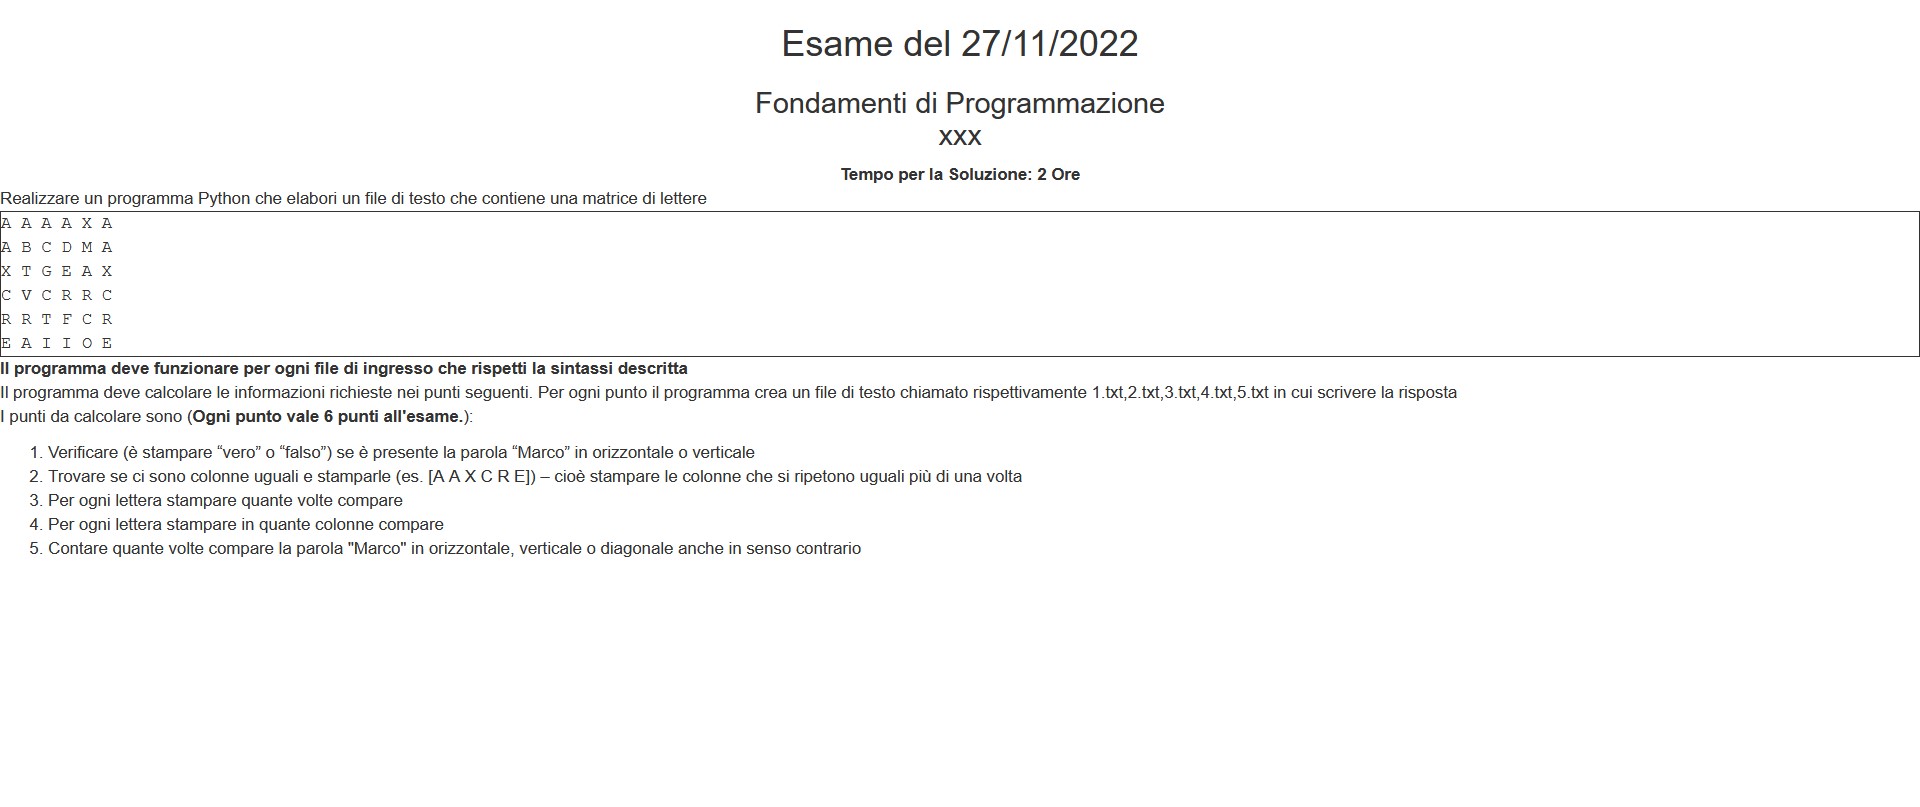 Esame del 27/11/2022
Fondamenti di Programmazione
xxx
Tempo per la Soluzione: 2 Ore
Realizzare un programma Python che elabori un file di testo che contiene una matrice di lettere
A A A A X A
A B C D M A
X T G E A X
C V C R R C
R R T F C R
E A I I O E
Il programma deve funzionare per ogni file di ingresso che rispetti la sintassi descritta
Il programma deve calcolare le informazioni richieste nei punti seguenti. Per ogni punto il programma crea un file di testo chiamato rispettivamente 1.txt,2.txt,3.txt,4.txt,5.txt in cui scrivere la risposta
I punti da calcolare sono (Ogni punto vale 6 punti all'esame.):
1. Verificare (è stampare “vero” o “falso”) se è presente la parola “Marco” in orizzontale o verticale
2. Trovare se ci sono colonne uguali e stamparle (es. [A A X C R E]) – cioè stampare le colonne che si ripetono uguali più di una volta
3. Per ogni lettera stampare quante volte compare
4. Per ogni lettera stampare in quante colonne compare
5. Contare quante volte compare la parola "Marco" in orizzontale, verticale o diagonale anche in senso contrario